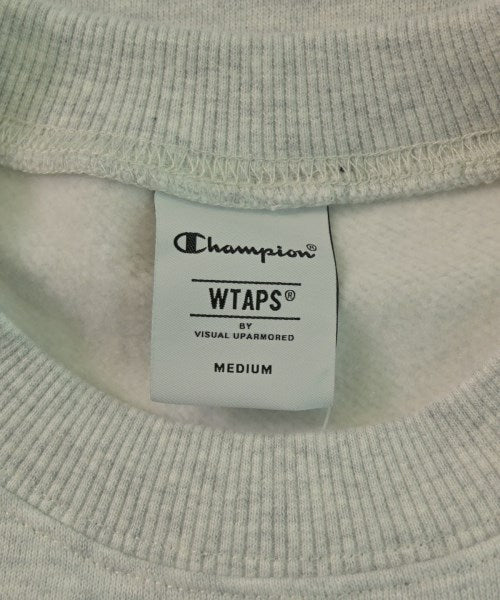 Champion®
WTAPS®
BY
VISUAL UPARMORED
MEDIUM